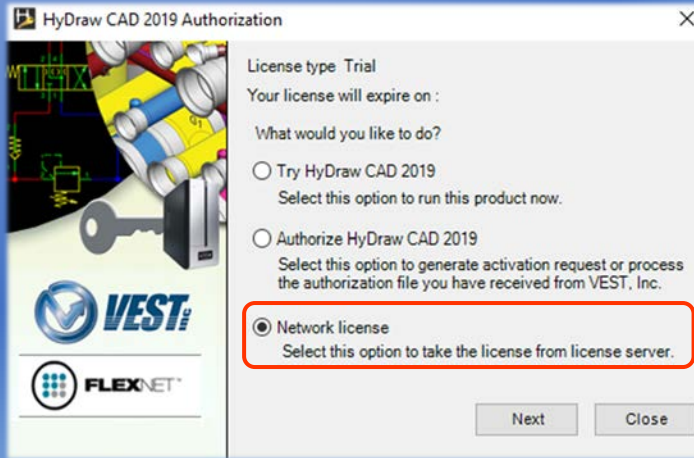 HyDraw CAD 2019 Authorization
License type Trial
Your license will expire on :
What would you like to do?
Try HyDraw CAD 2019
Select this option to run this product now.
Authorize HyDraw CAD 2019
Select this option to generate activation request or process
the authorization file you have received from VEST, Inc.
Network license
Select this option to take the license from license server.
Next
Close
G1
VEST inc
FLEXNET